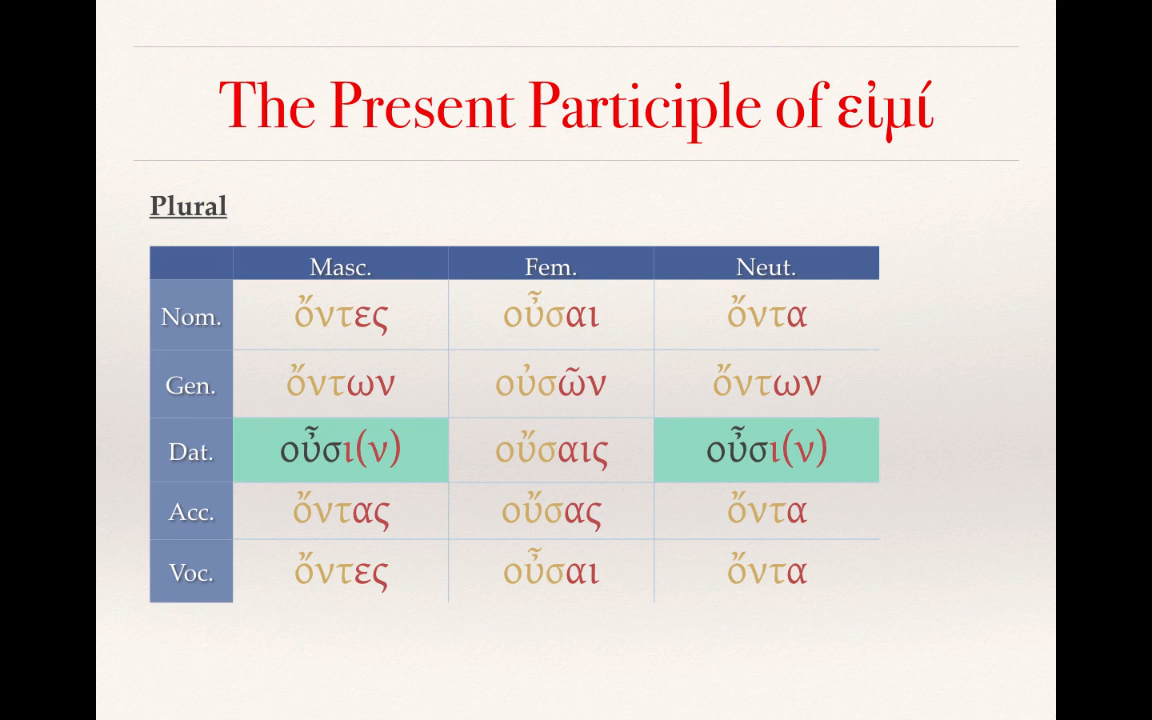 The Present Participle of εἰμί
Plural
Masc. Fem. Neut.
Nom. ὄντες οὖσαι ὄντα
Gen. ὄντων οὐσῶν ὄντων
Dat. οὖσι(ν) οὔσαις οὖσι(ν)
Acc. ὄντας οὔσας ὄντα
Voc. ὄντες οὖσαι ὄντα